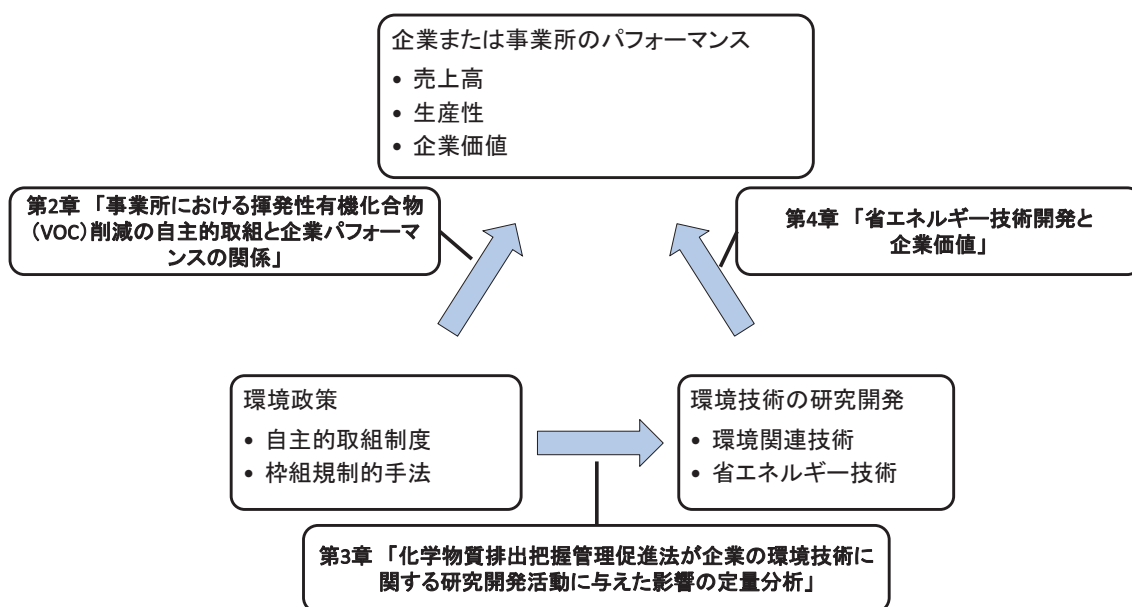 企業または事業所のパフォーマンス
• 売上高
• 生産性
• 企業価値
第2章 「事業所における揮発性有機化合物
（VOC）削減の自主的取組と企業パフォーマ
ンスの関係」
第4章 「省エネルギー技術開発と
企業価値」
環境政策
• 自主的取組制度
• 枠組規制的手法
環境技術の研究開発
• 環境関連技術
• 省エネルギー技術
第3章 「化学物質排出把握管理促進法が企業の環境技術に
関する研究開発活動に与えた影響の定量分析」